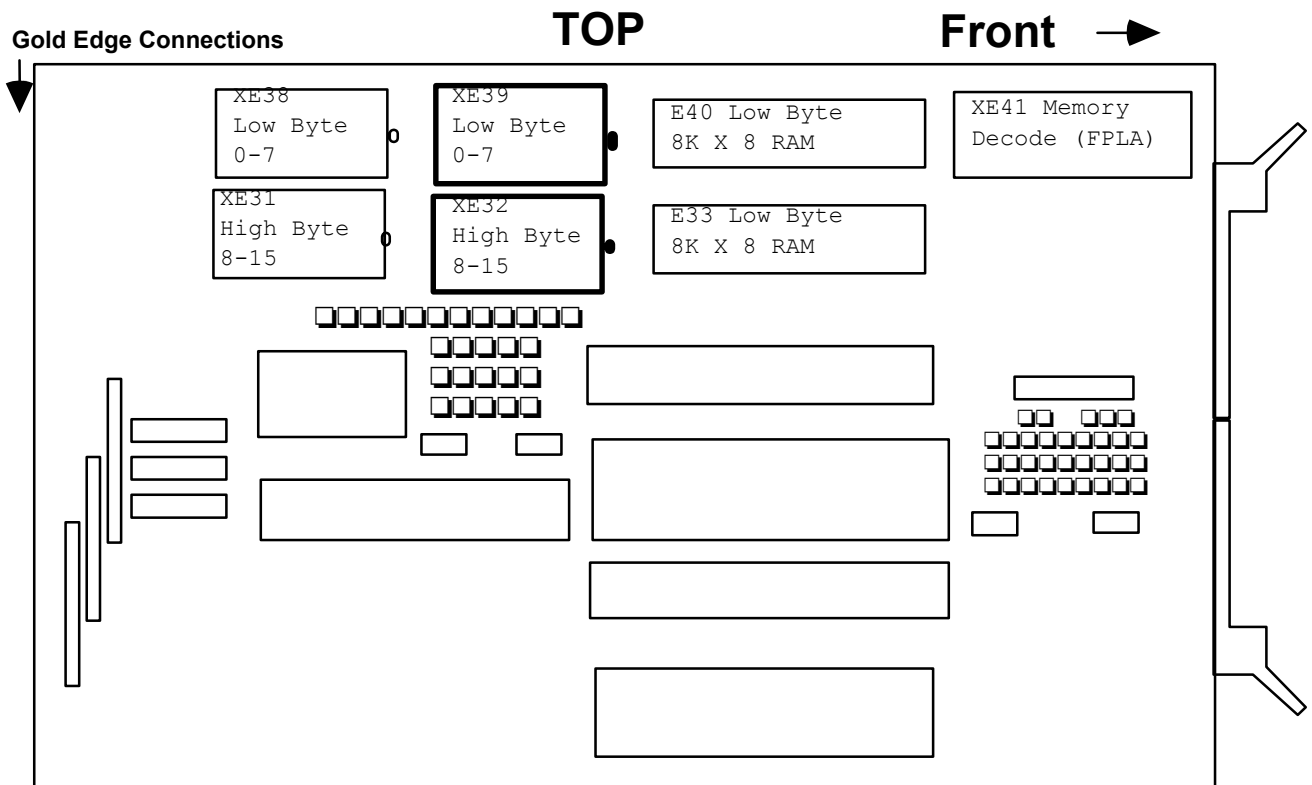 TOP
Front
Gold Edge Connections
XE38
Low Byte
0-7
XE39
Low Byte
0-7
E40 Low Byte
8K X 8 RAM
XE41 Memory
Decode (FPLA)
XE31
High Byte
8-15
XE32
High Byte
8-15
E33 Low Byte
8K X 8 RAM